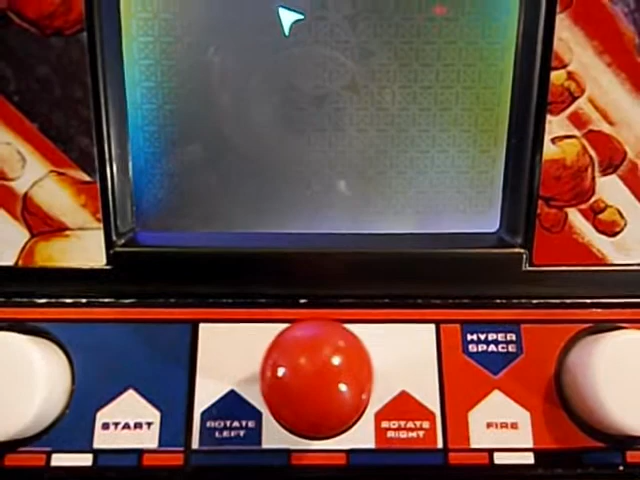 HYPER
SPACE
START
ROTATE
LEFT
ROTATE
RIGHT
FIRE